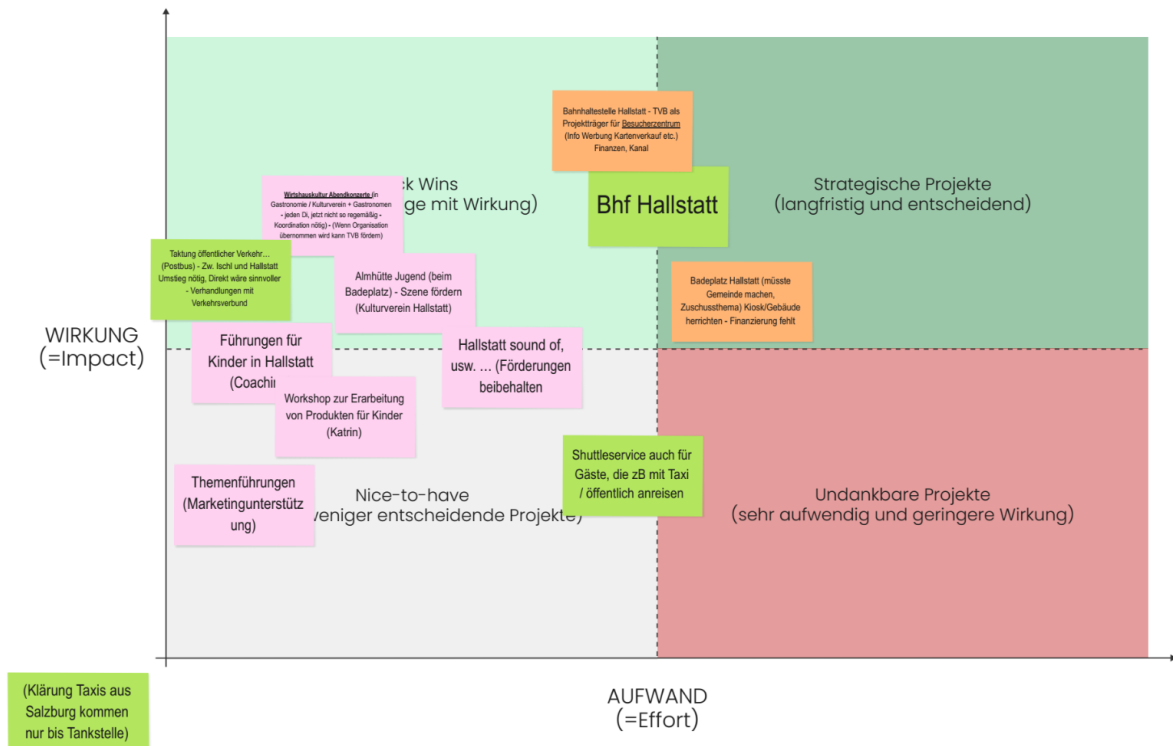 Bahnhaltestelle Hallstatt - TVB als
Projektträger für Besucherzentrum
(Info Werbung Kartenverkauf etc.)
Finanzen, Kanal
ck Wins
ge mit Wirkung)
Strategische Projekte
(langfristig und entscheidend)
Bhf Hallstatt
Wirtshauskultur Abendkonzerte (in
Gastronomie / Kulturverein + Gastronomen
- jeden Di, jetzt nicht so regemäßig -
Koordination nötig) - (Wenn Organisation
übernommen wird kann TVB fördern)
Taktung öffentlicher Verkehr...
(Postbus) - Zw. Ischl und Hallstatt
Umstieg nötig, Direkt wäre sinnvoller
- Verhandlungen mit
Verkehrsverbund
Almhütte Jugend (beim
Badeplatz) - Szene fördern
(Kulturverein Hallstatt)
Badeplatz Hallstatt (müsste
Gemeinde machen,
Zuschussthema) Kiosk/Gebäude
herrichten - Finanzierung fehlt
WIRKUNG
(=Impact)
Führungen für
Kinder in Hallstatt
(Coachin
Hallstatt sound of,
usw. ... (Förderungen
beibehalten
Workshop zur Erarbeitung
von Produkten für Kinder
(Katrin)
Shuttleservice auch für
Gäste, die zB mit Taxi
/ öffentlich anreisen
Themenführungen
(Marketingunterstütz
ung)
Nice-to-have
weniger entscheidende Projekte)
Undankbare Projekte
(sehr aufwendig und geringere Wirkung)
(Klärung Taxis aus
Salzburg kommen
nur bis Tankstelle)
AUFWAND
(=Effort)